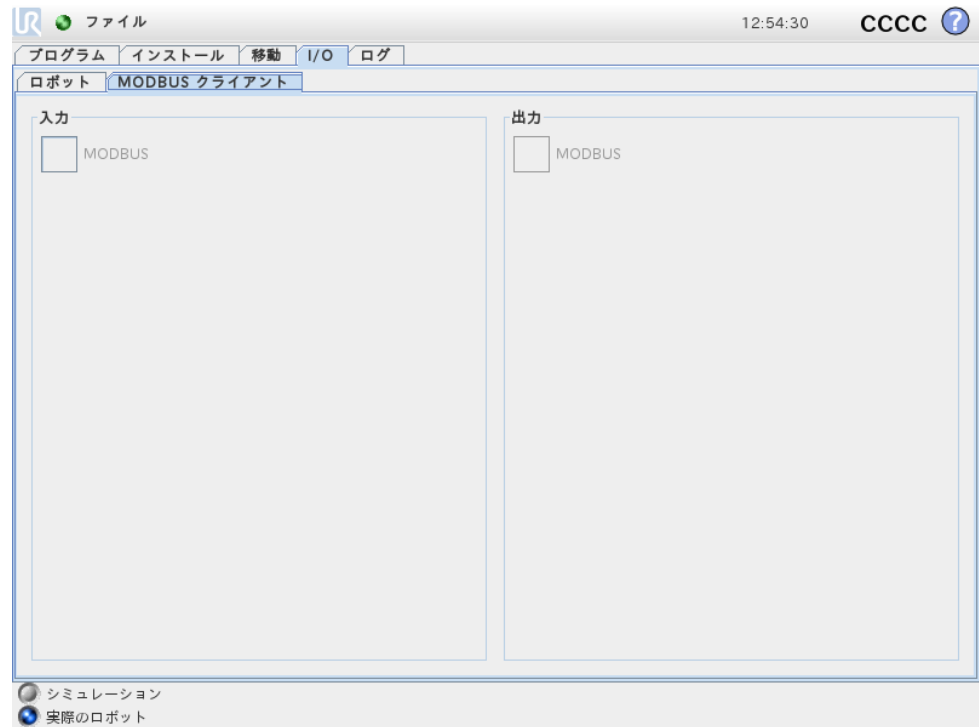 UR ファイル 12:54:30 CCCC ?
プログラム インストール 移動 I/O ログ
ロボット MODBUS クライアント
入力 出力
MODBUS MODBUS
シミュレーション
実際のロボット